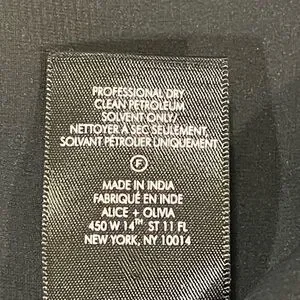 PROFESSIONAL DRY
CLEAN PETROLEUM
SOLVENT ONLY/
NETTOYER A SEC SEULEMENT,
SOLVANT PÉTROLIER UNIQUEMENT
F
MADE IN INDIA
FABRIQUÉ EN INDE
ALICE + OLIVIA
450 W 14TH ST 11 FL
NEW YORK, NY 10014